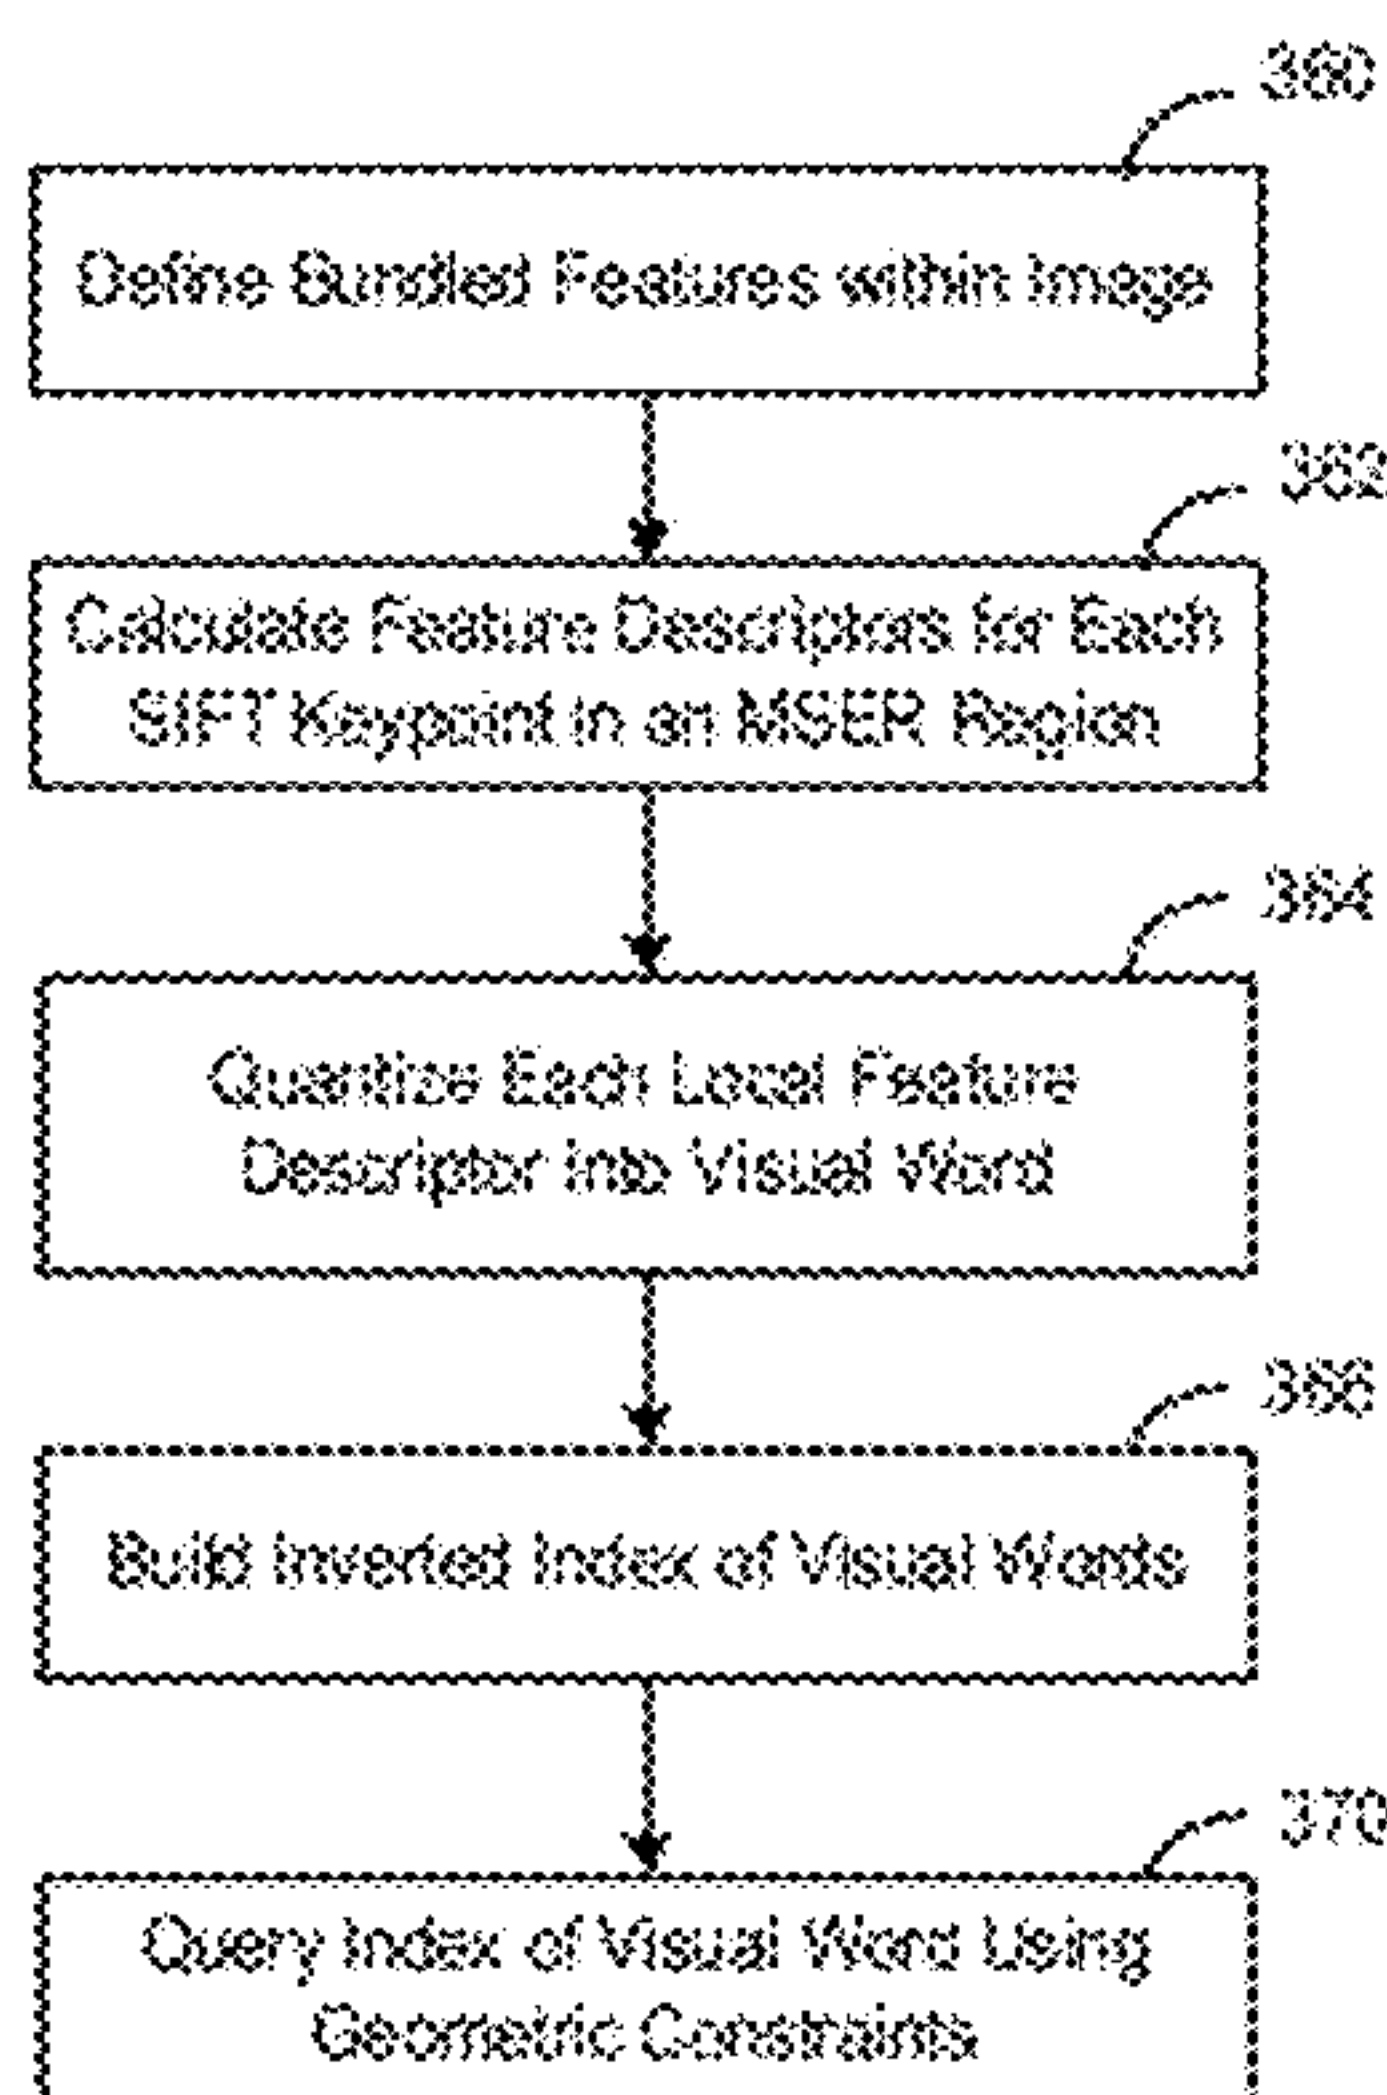 360
Define Bundled Features within Image
362
Calculate Feature Descriptors for Each
SIFT Keypoint in an MSER Region
364
Quantize Each Local Feature
Descriptor into Visual Word
366
Build Inverted Index of Visual Words
370
Query Index of Visual Word Using
Geometric Constraints